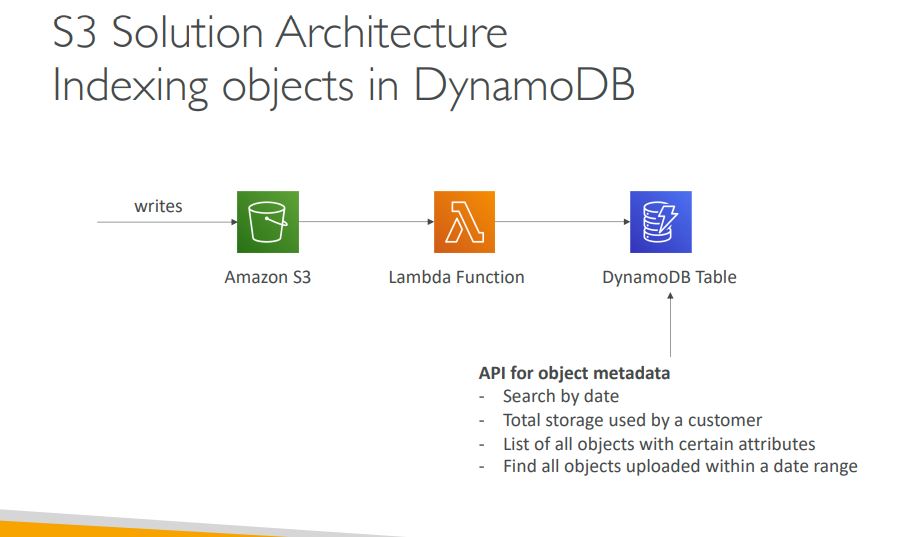 S3 Solution Architecture
Indexing objects in DynamoDB
writes
Amazon S3
Lambda Function
DynamoDB Table
API for object metadata
- Search by date
- Total storage used by a customer
- List of all objects with certain attributes
- Find all objects uploaded within a date range